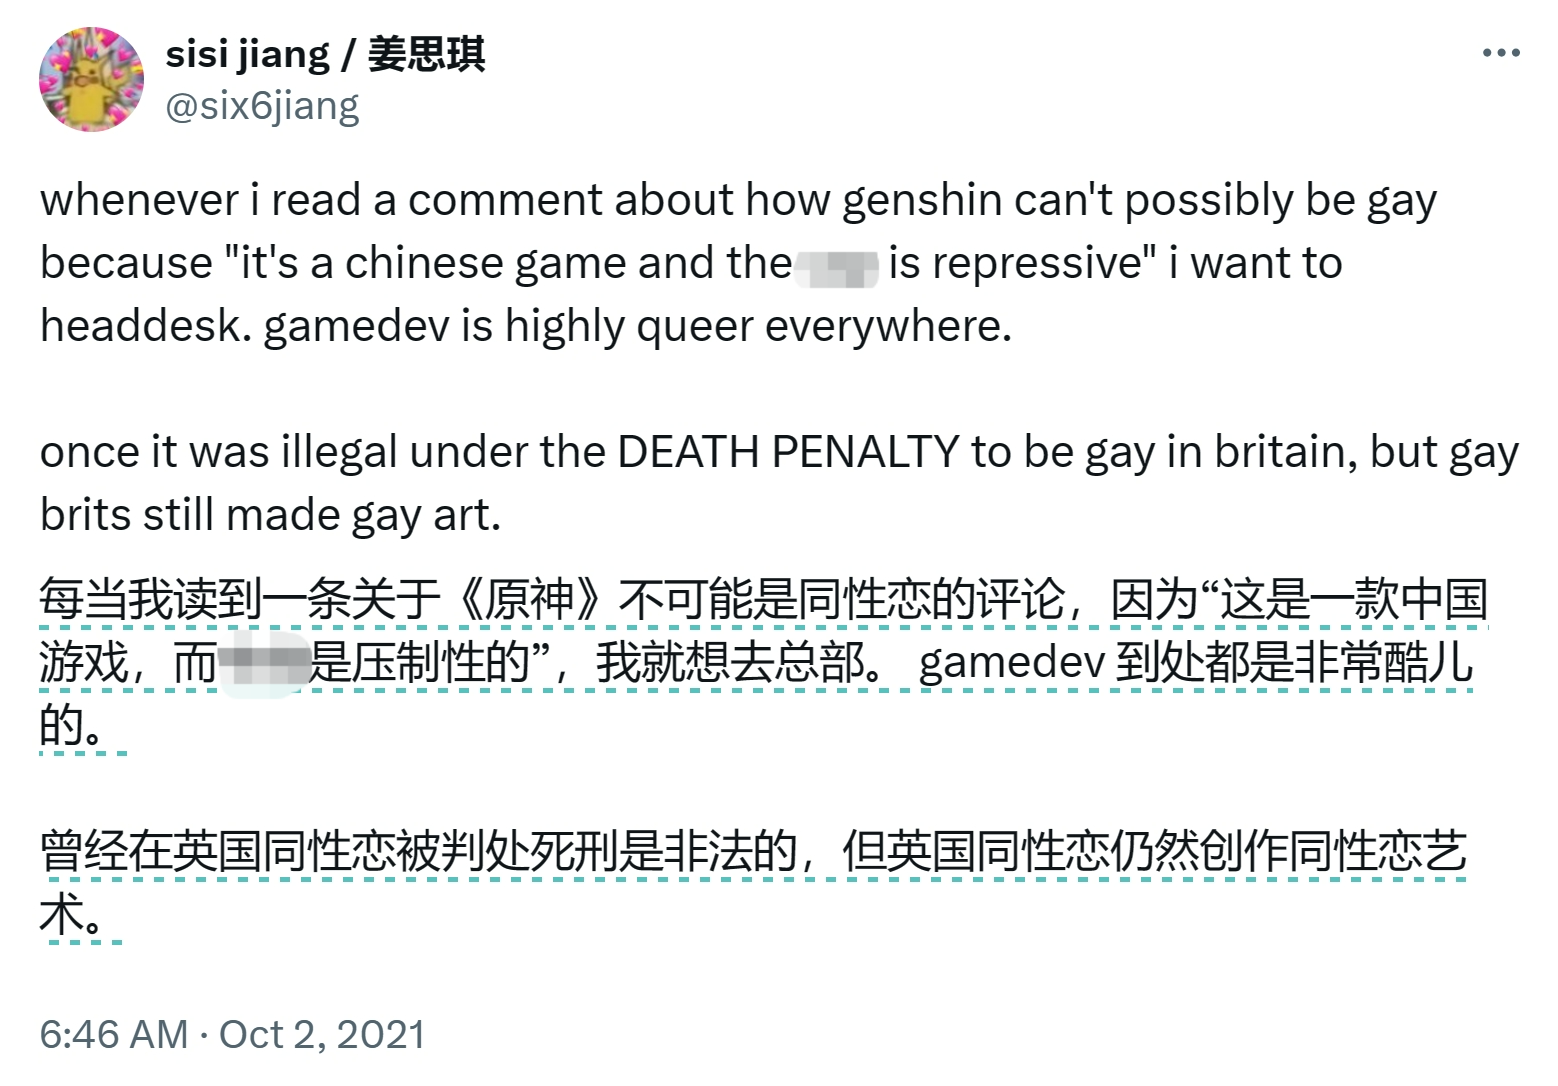 sisi jiang / 姜思琪
@six6jiang
whenever i read a comment about how genshin can't possibly be gay
because "it's a chinese game and the is repressive" i want to
headdesk. gamedev is highly queer everywhere.
once it was illegal under the DEATH PENALTY to be gay in britain, but gay
brits still made gay art.
每当我读到一条关于《原神》不可能是同性恋的评论，因为“这是一款中国
游戏，而是压制性的”，我就想去总部。 gamedev 到处都是非常酷儿
的。
曾经在英国同性恋被判处死刑是非法的，但英国同性恋仍然创作同性恋艺
术。
6:46 AM · Oct 2, 2021